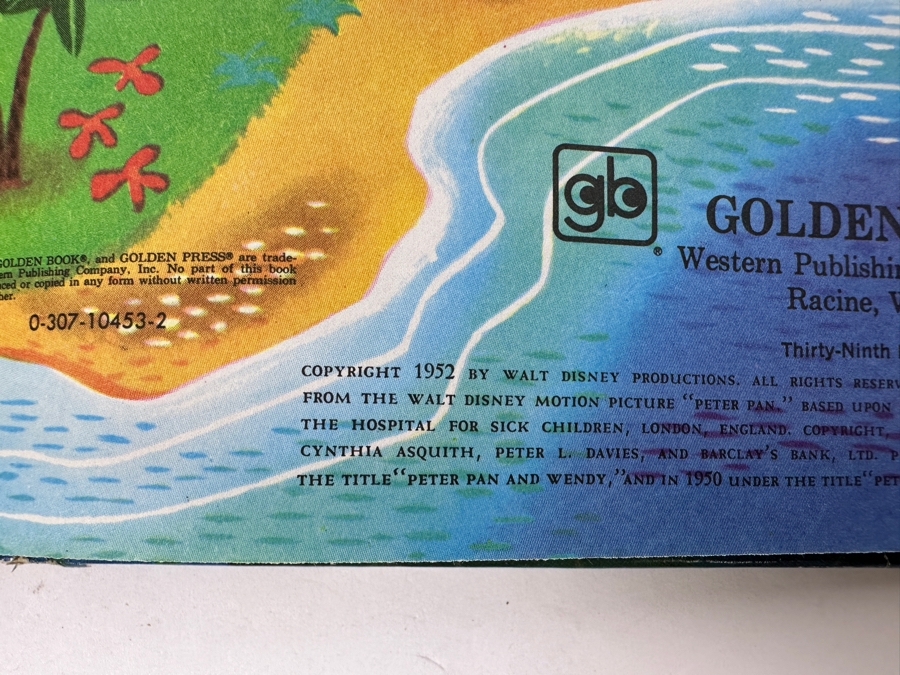 GOLDEN BOOK®, and GOLDEN PRESS® are trade-
Publishing Company, Inc. No part of this book
or copied in any form without written permission
0-307-10453-2
gb
®
GOLDEN
Western
Racine,
Thirty-Ninth
COPYRIGHT 1952 BY WALT DISNEY PRODUCTIONS. ALL RIGHTS
FROM THE WALT DISNEY MOTION PICTURE “PETER PAN,” BASED UPON
THE HOSPITAL FOR SICK CHILDREN, LONDON, ENGLAND. COPYRIGHT,
CYNTHIA ASQUITH, PETER L. DAVIES, AND BARCLAY'S BANK, LTD.
THE TITLE “PETER PAN AND WENDY,” AND IN 1950 UNDER THE TITLE “PET